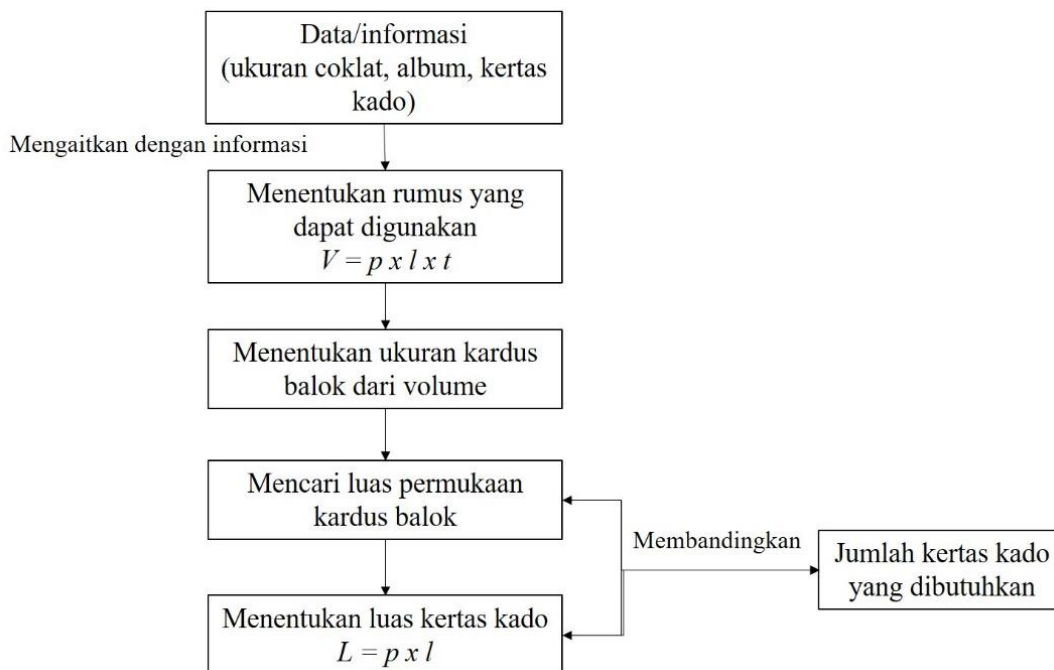 Data/informasi
(ukuran coklat, album, kertas
kado)
Mengaitkan dengan informasi
Menentukan rumus yang
dapat digunakan
V = p x l x t
Menentukan ukuran kardus
balok dari volume
Mencari luas permukaan
kardus balok
Membandingkan
Jumlah kertas kado
yang dibutuhkan
Menentukan luas kertas kado
L = p x l